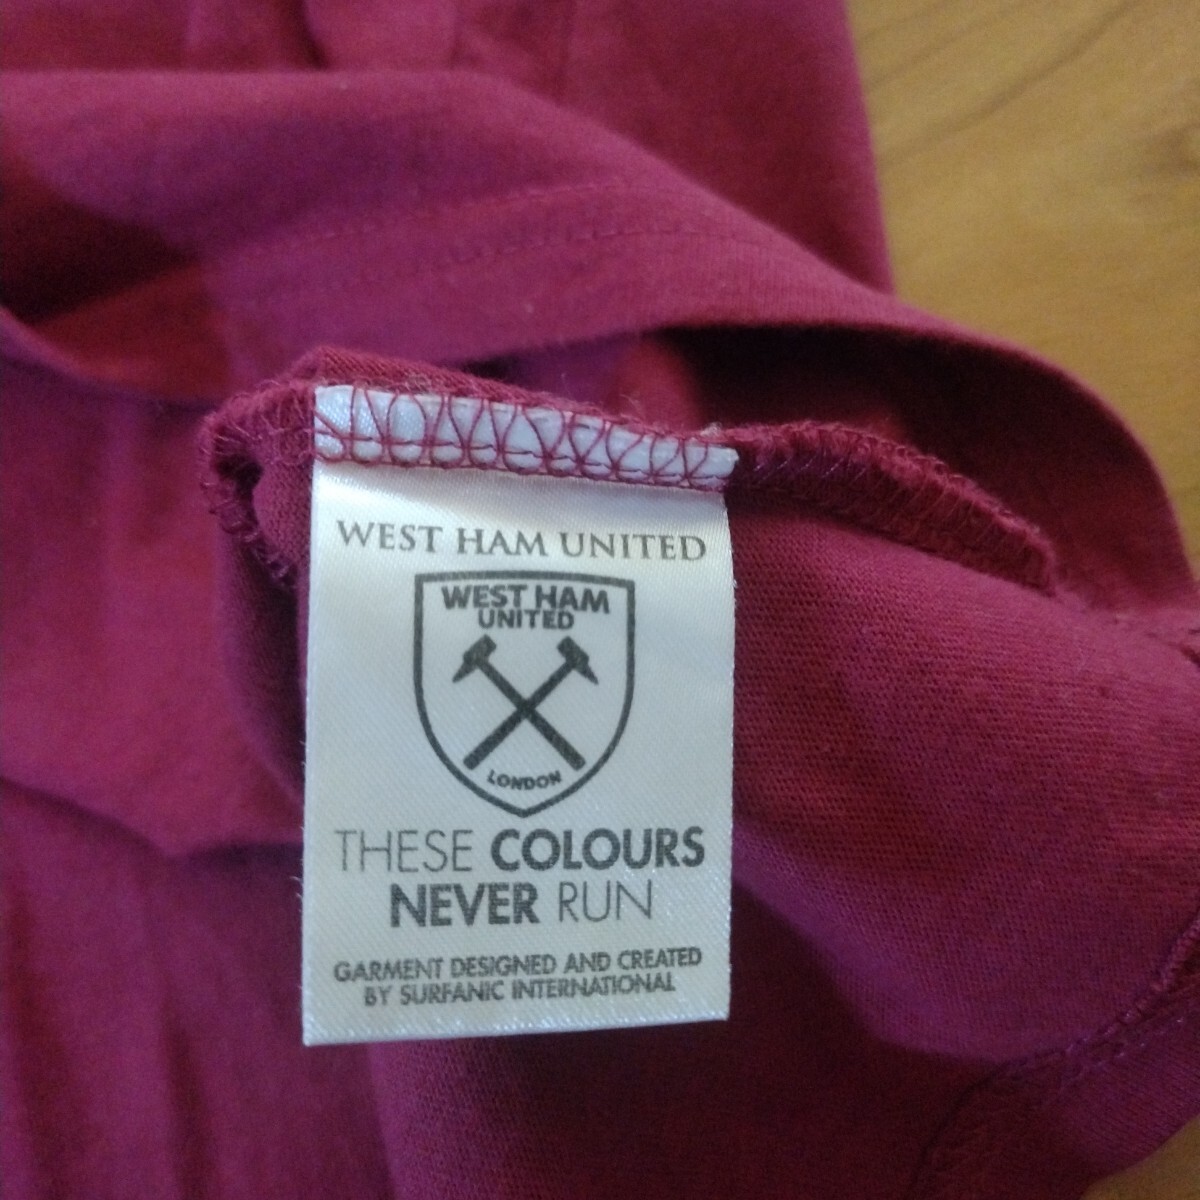 WEST HAM UNITED
WEST HAM
UNITED
LONDON
THESE COLOURS
NEVER RUN
GARMENT DESIGNED AND CREATED
BY SURFANIC INTERNATIONAL